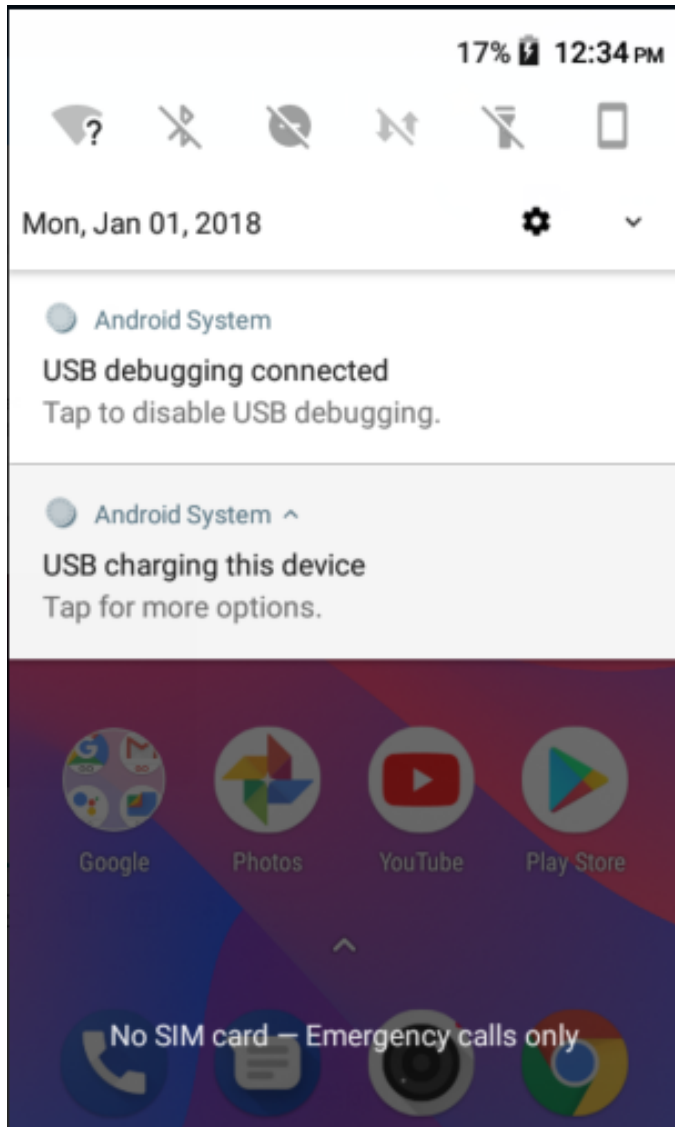 17% 12:34 PM
?
Mon, Jan 01, 2018
Android System
USB debugging connected
Tap to disable USB debugging.
Android System
USB charging this device
Tap for more options.
G M
GO GO
Google Photos YouTube Play Store
No SIM card — Emergency calls only